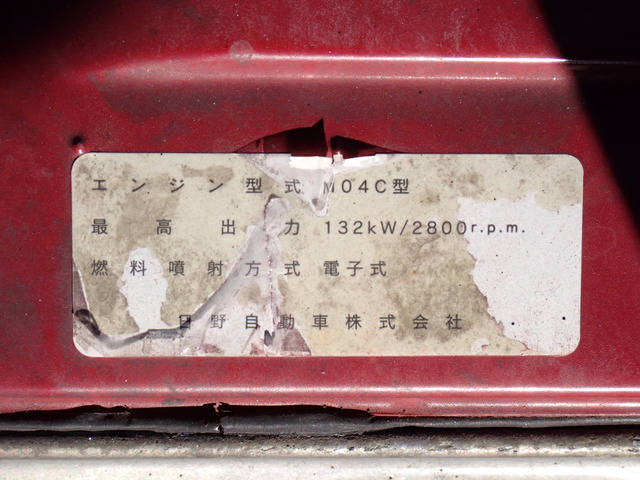 エンジン型式 M04C型
最高出力 132kW/2800r.p.m.
燃料噴射方式 電子式
日野自動車株式会社